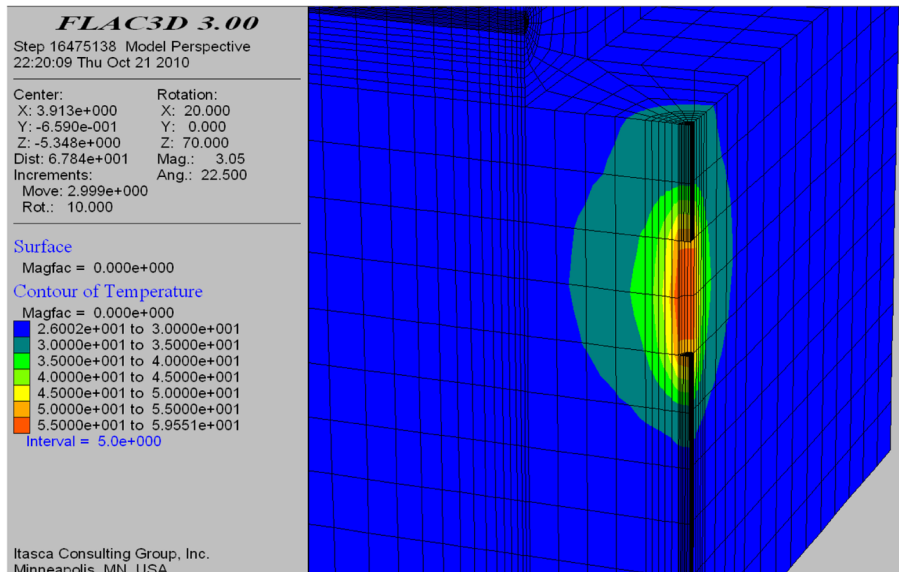 FLAC3D 3.00
Step 16475138 Model Perspective
22:20:09 Thu Oct 21 2010
Center: Rotation:
X: 3.913e+000 X: 20.000
Y: -6.590e-001 Y: 0.000
Z: -5.348e+000 Z: 70.000
Dist: 6.784e+001 Mag.: 3.05
Increments: Ang.: 22.500
Move: 2.999e+000
Rot.: 10.000
Surface
Magfac = 0.000e+000
Contour of Temperature
Magfac = 0.000e+000
2.6002e+001 to 3.0000e+001
3.0000e+001 to 3.5000e+001
3.5000e+001 to 4.0000e+001
4.0000e+001 to 4.5000e+001
4.5000e+001 to 5.0000e+001
5.0000e+001 to 5.5000e+001
5.5000e+001 to 5.9551e+001
Interval = 5.0e+000
Itasca Consulting Group, Inc.
Minneapolis, MN USA